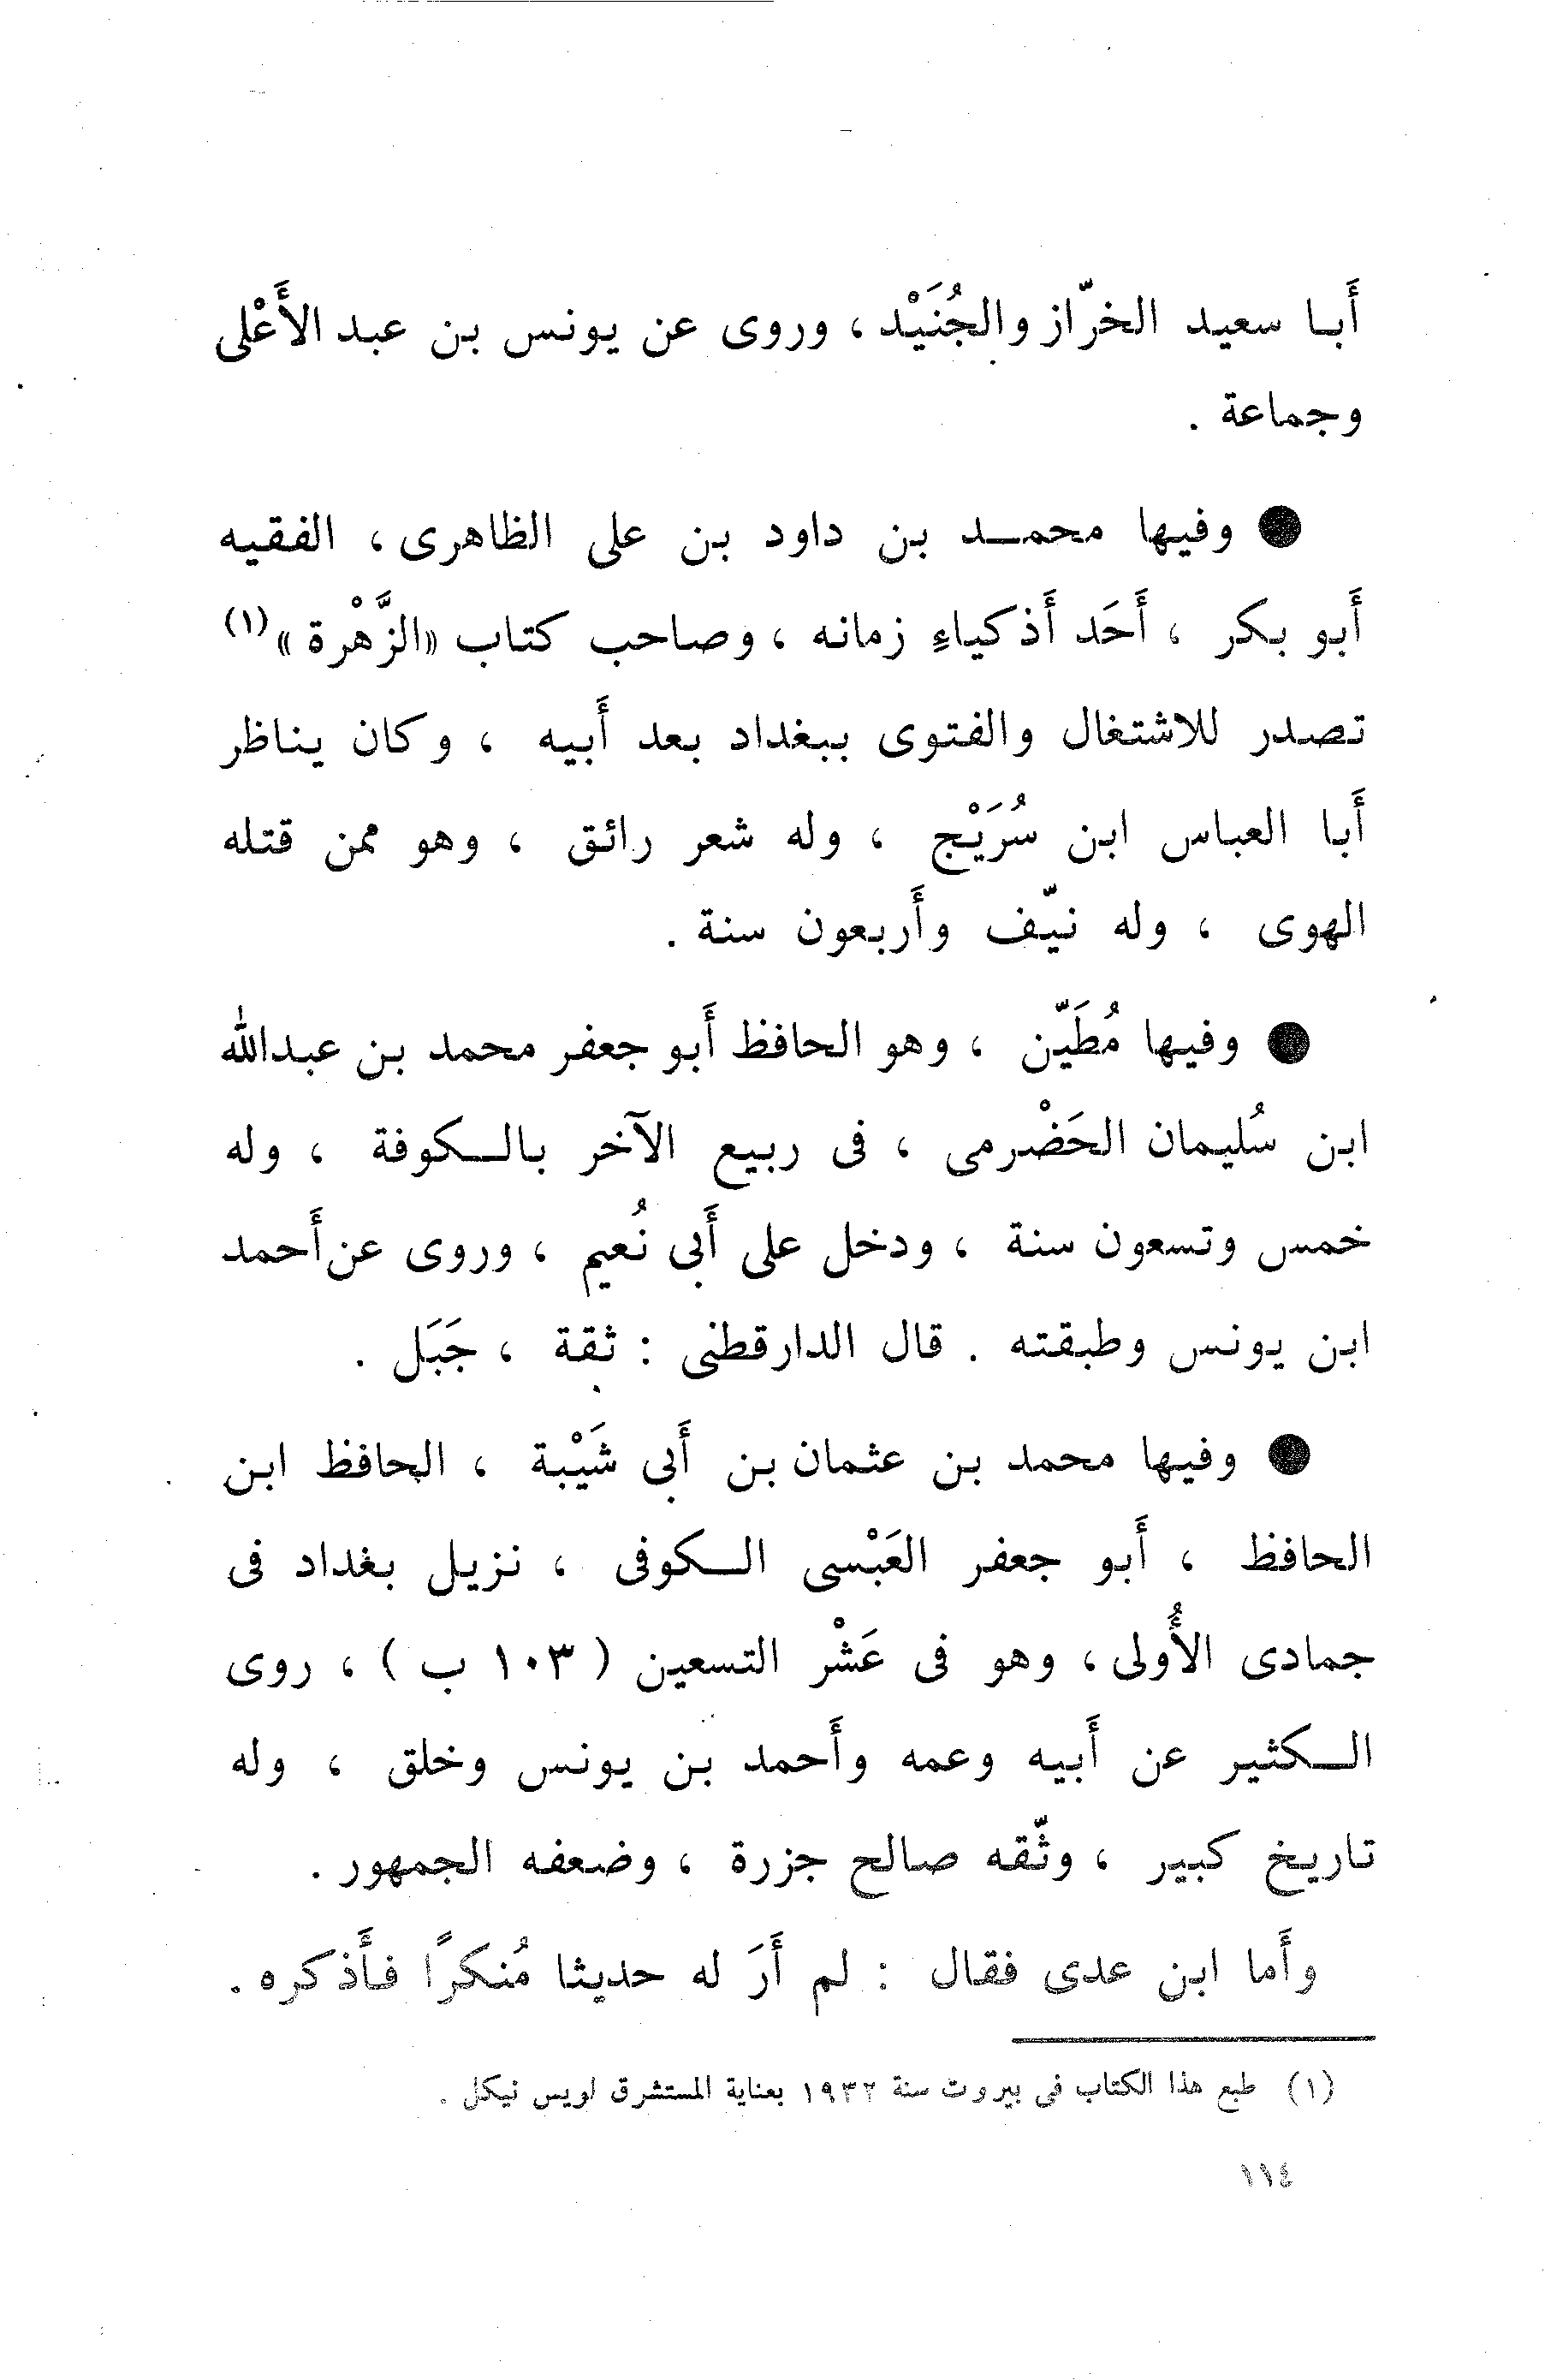 أَبا سعيد الخرّاز والجُنَيْد، وروى عن يونس بن عبد الأَعْلى
وجماعة .
● وفيها محمد بن داود بن على الظاهرى، الفقيه
أَبو بكر ، أَحَد أَذكياءِ زمانه ، وصاحب كتاب «الزَّهْرة» (١)
تصدر للاشتغال والفتوى ببغداد بعد أَبيه ، وكان يناظر
أَبا العباس ابن سُرَيْج ، وله شعر رائق ، وهو ممن قتله
الهوى ، وله نيّف وأَربعون سنة .
● وفيها مُطَيّن ، وهو الحافظ أَبو جعفر محمد بن عبدالله
ابن سُليمان الحَضْرمى ، فى ربيع الآخر بالكوفة ، وله
خمس وتسعون سنة ، ودخل على أَبى نُعيم ، وروى عن أَحمد
ابن يونس وطبقته . قال الدارقطنى : ثقة ، جَبَل .
● وفيها محمد بن عثمان بن أَبى شَيْبة ، الحافظ ابن
الحافظ ، أَبو جعفر العَبْسى الكوفى ، نزيل بغداد فى
جمادى الأُولى، وهو فى عَشْر التسعين ( ١٠٣ ب ) ، روى
الكثير عن أَبيه وعمه وأَحمد بن يونس وخلق ، وله
تاريخ كبير ، وثّقه صالح جزرة ، وضعفه الجمهور .
وأَما ابن عدى فقال : لم أَرَ له حديثا مُنكرًا فأَذكره .
(١) طبع هذا الكتاب فى بيروت سنة ١٩٣٢ بعناية المستشرق لويس نيكل .
١١٤